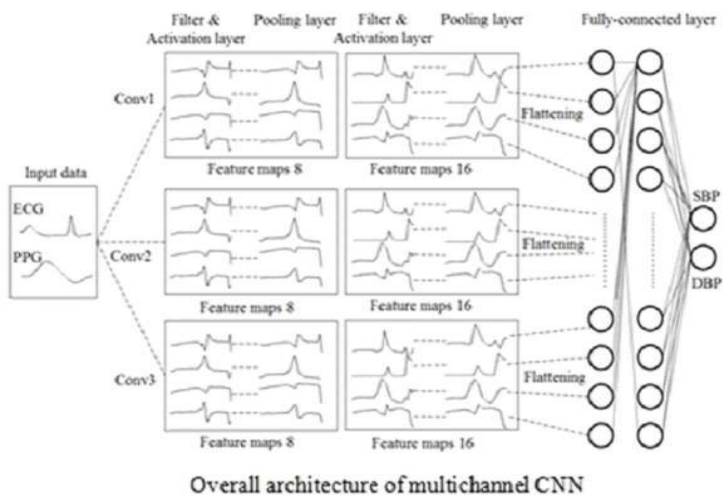 Filter &
Activation layer
Pooling layer
Filter &
Activation layer
Pooling layer
Fully-connected layer
Conv1
Flattening
Feature maps 8
Feature maps 16
Input data
ECG
PPG
Conv2
Flattening
SBP
DBP
Feature maps 8
Feature maps 16
Conv3
Flattening
Feature maps 8
Feature maps 16
Overall architecture of multichannel CNN